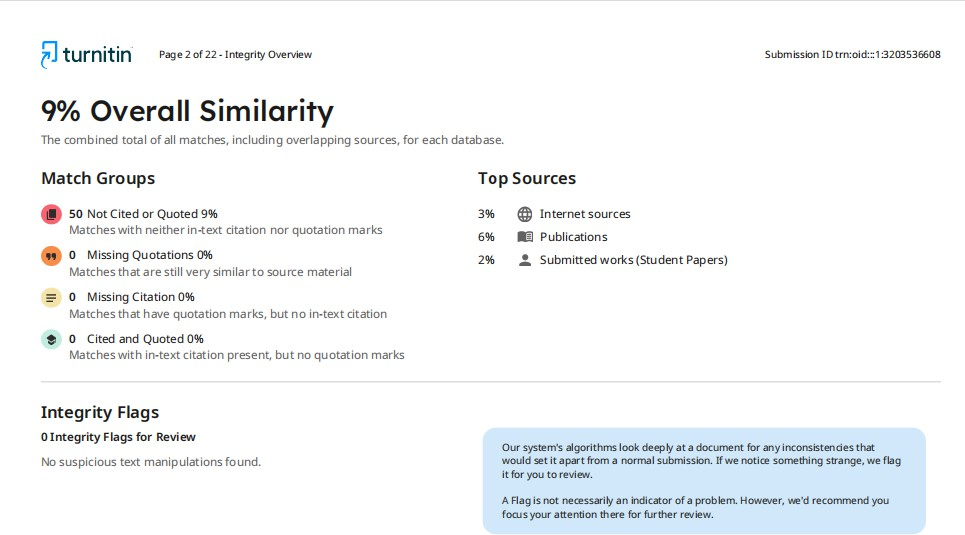 turnitin Page 2 of 22 - Integrity Overview Submission ID trn:oid:::1:3203536608
9% Overall Similarity
The combined total of all matches, including overlapping sources, for each database.
Match Groups
50 Not Cited or Quoted 9%
Matches with neither in-text citation nor quotation marks
0 Missing Quotations 0%
Matches that are still very similar to source material
0 Missing Citation 0%
Matches that have quotation marks, but no in-text citation
0 Cited and Quoted 0%
Matches with in-text citation present, but no quotation marks
Top Sources
3% Internet sources
6% Publications
2% Submitted works (Student Papers)
Integrity Flags
0 Integrity Flags for Review
No suspicious text manipulations found.
Our system's algorithms look deeply at a document for any inconsistencies that
would set it apart from a normal submission. If we notice something strange, we flag
it for you to review.
A Flag is not necessarily an indicator of a problem. However, we'd recommend you
focus your attention there for further review.